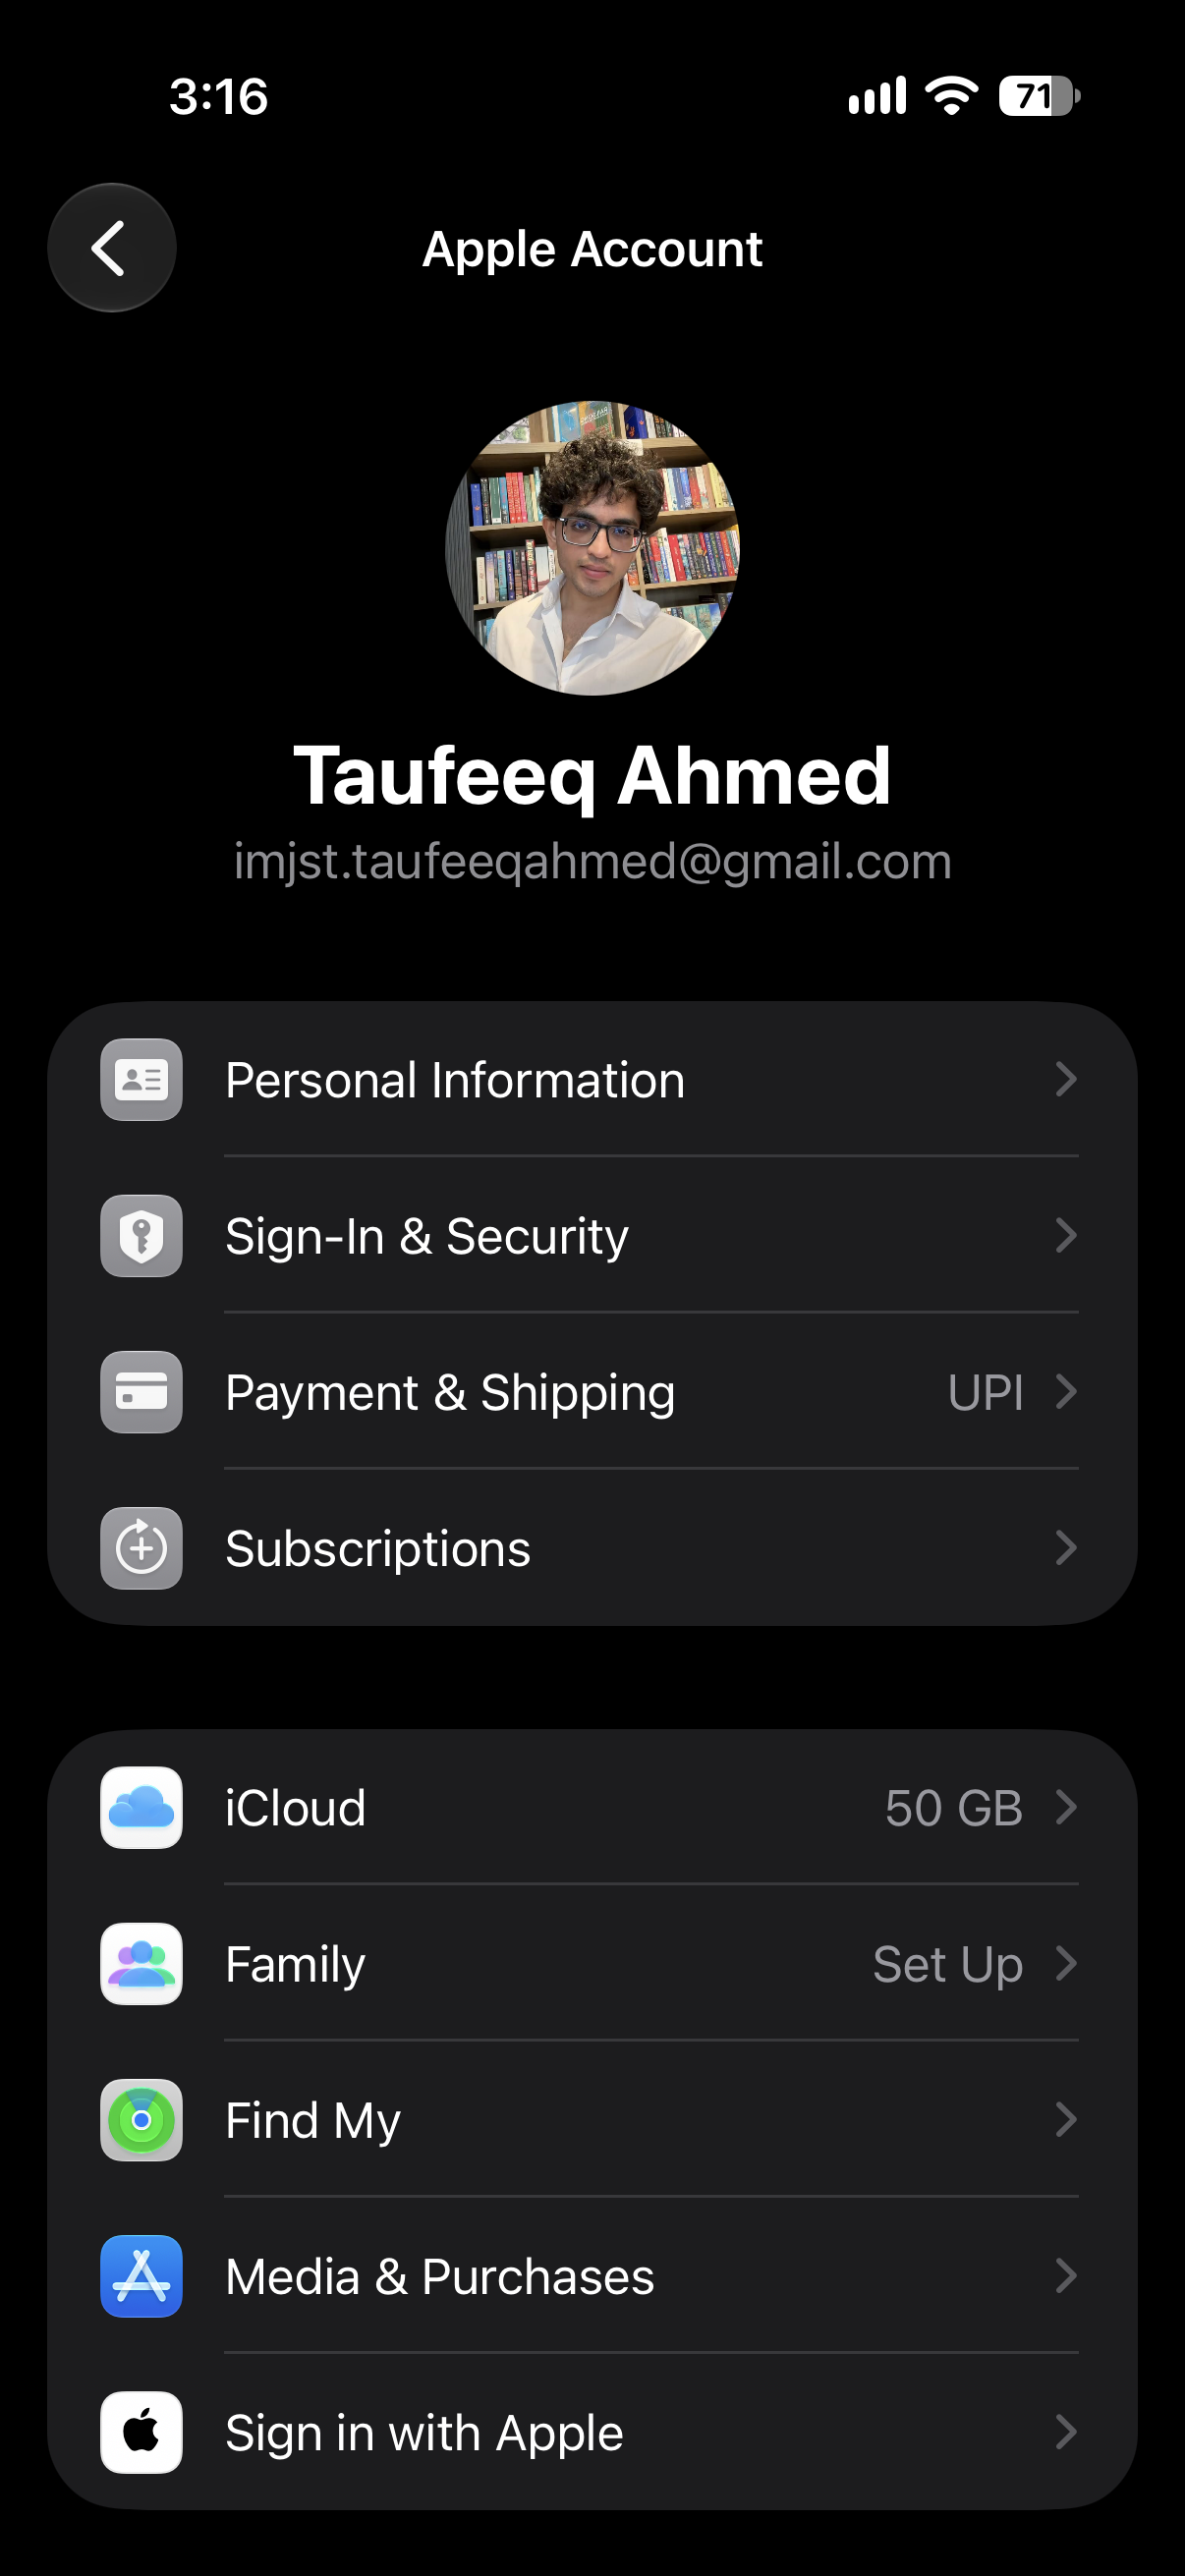 3:16
71
Apple Account
Taufeeq Ahmed
imjst.taufeeqahmed@gmail.com
Personal Information
Sign-In & Security
Payment & Shipping UPI
Subscriptions
iCloud 50 GB
Family Set Up
Find My
Media & Purchases
Sign in with Apple